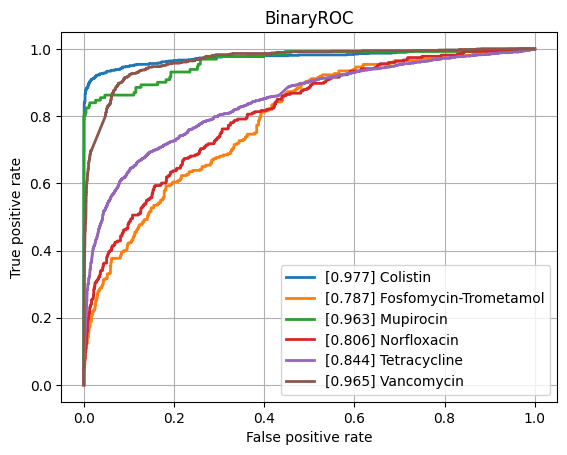 BinaryROC
1.0
0.8
0.6
0.4
0.2
0.0
True positive rate
[0.977] Colistin
[0.787] Fosfomycin-Trometamol
[0.963] Mupirocin
[0.806] Norfloxacin
[0.844] Tetracycline
[0.965] Vancomycin
0.0 0.2 0.4 0.6 0.8 1.0
False positive rate